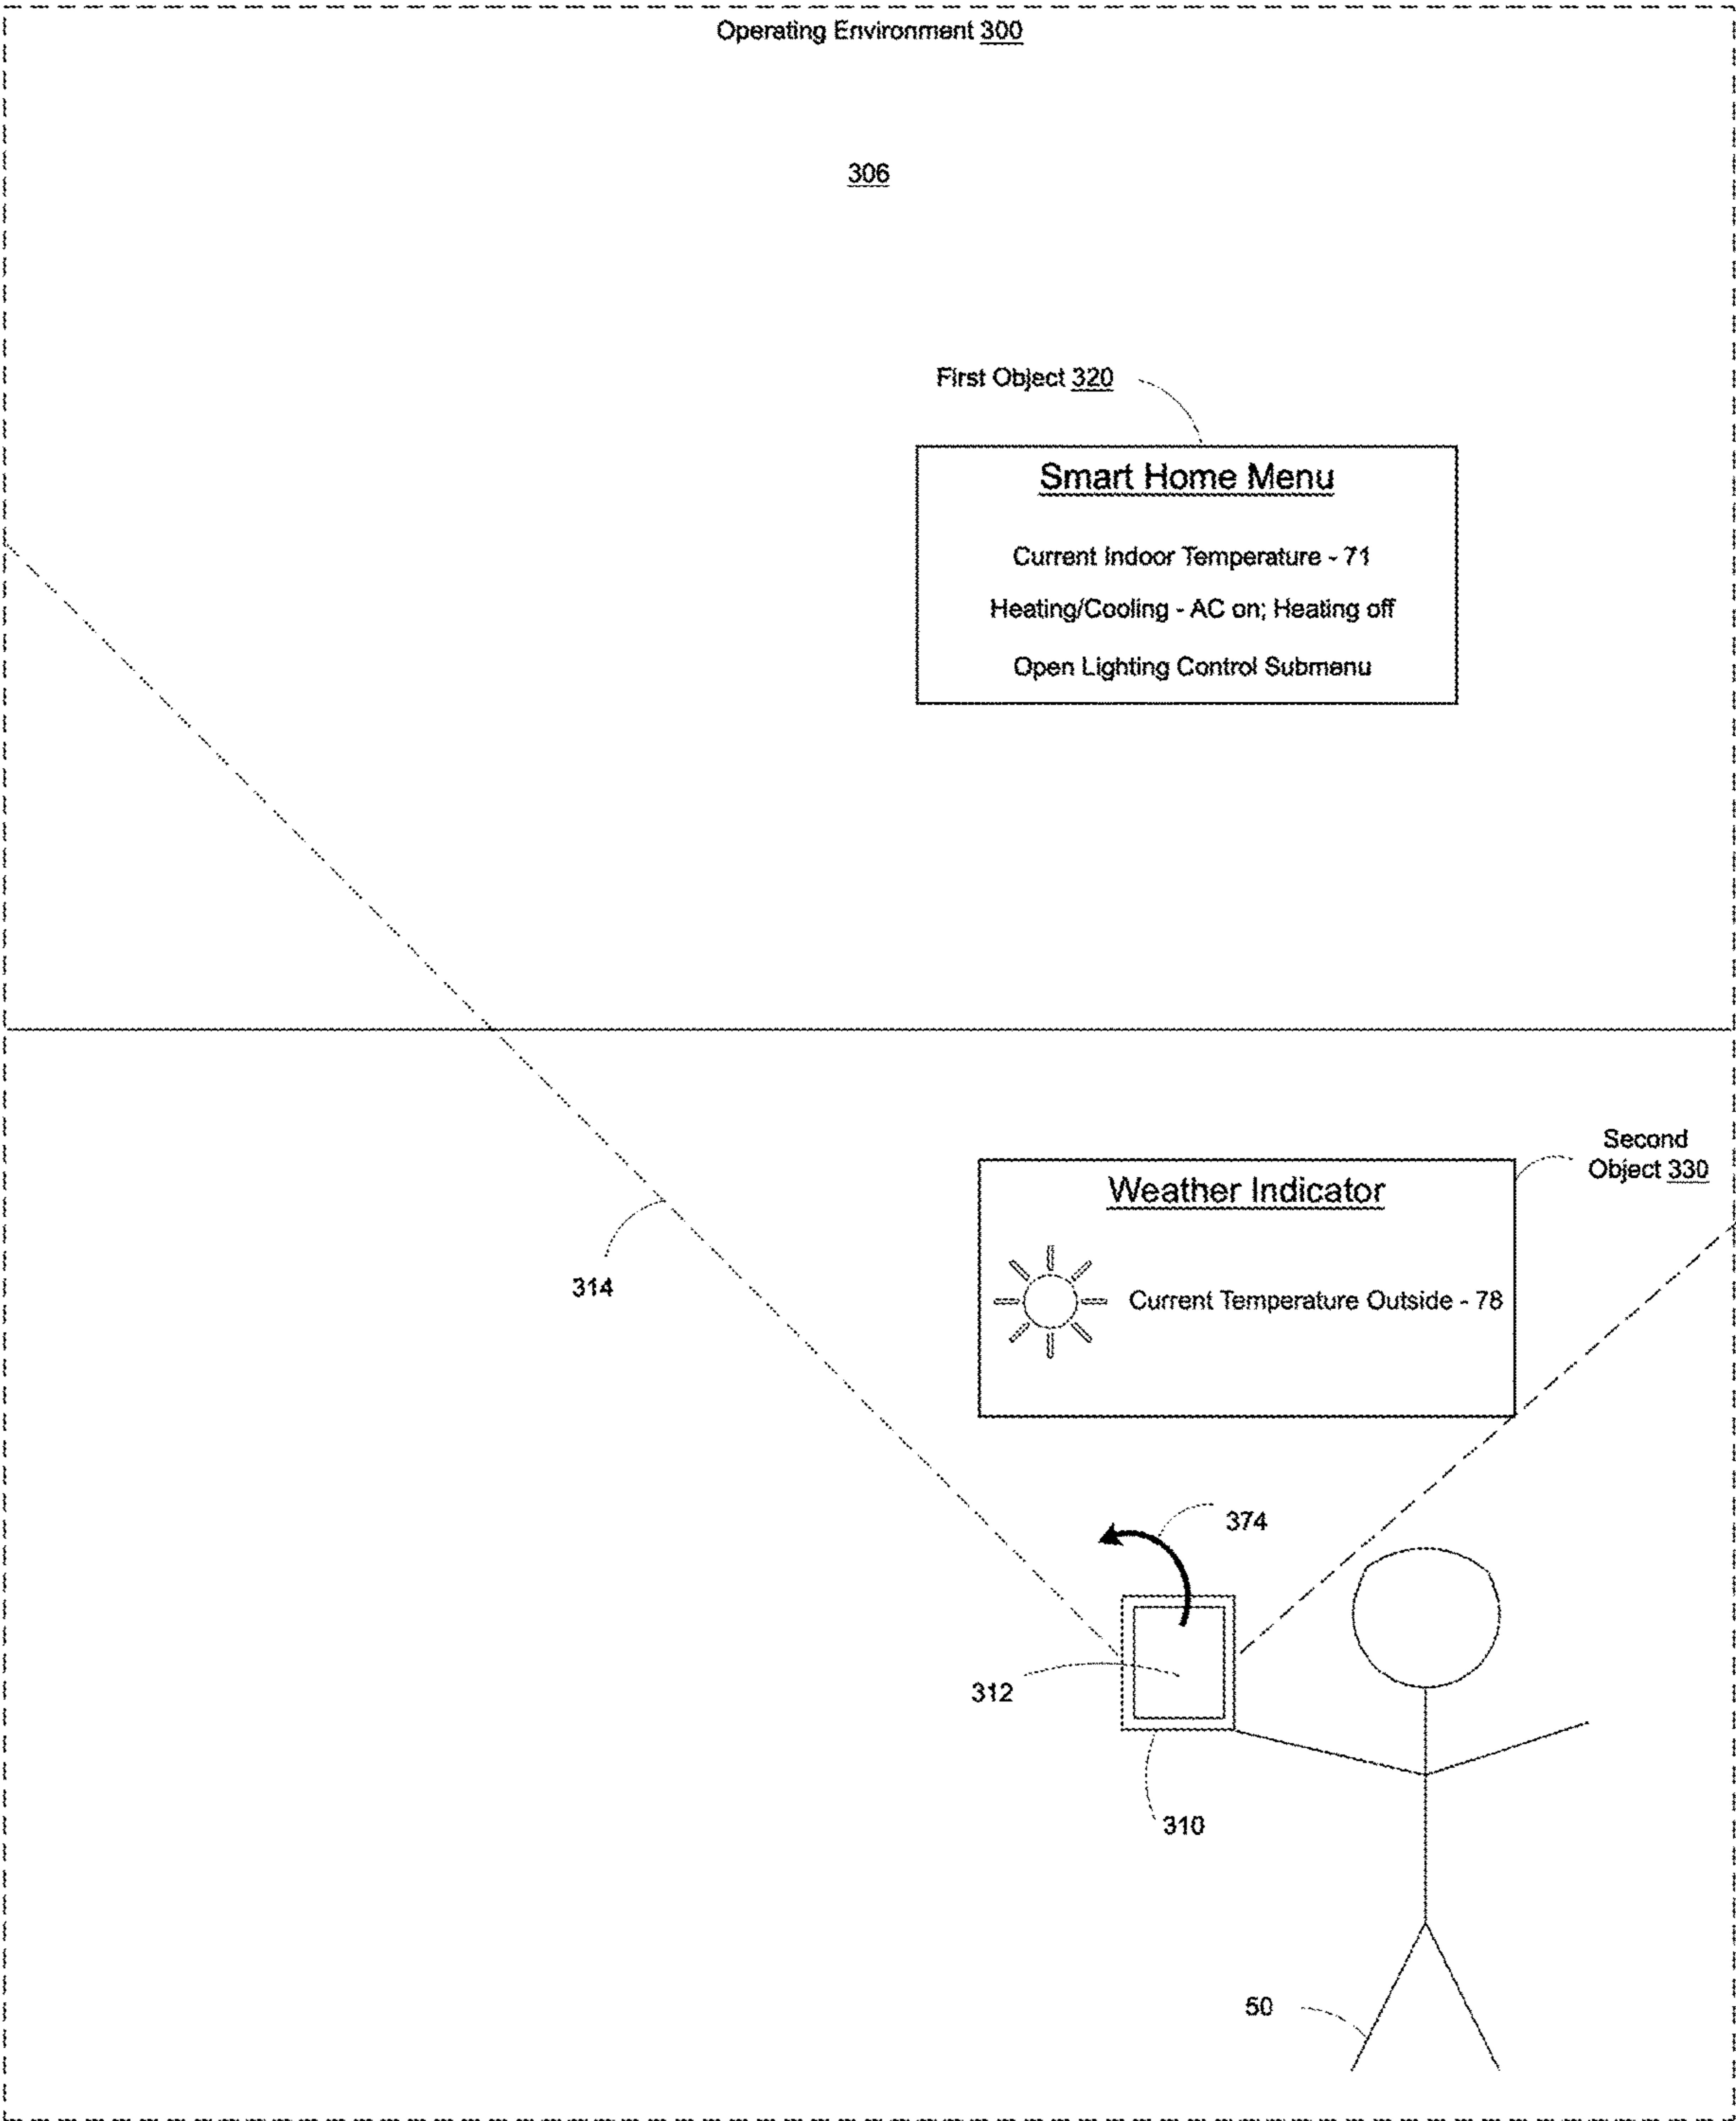 Operating Environment 300
306
First Object 320
Smart Home Menu
Current Indoor Temperature - 71
Heating/Cooling - AC on; Heating off
Open Lighting Control Submenu
Second
Object 330
Weather Indicator
Current Temperature Outside - 78
314
374
312
310
50